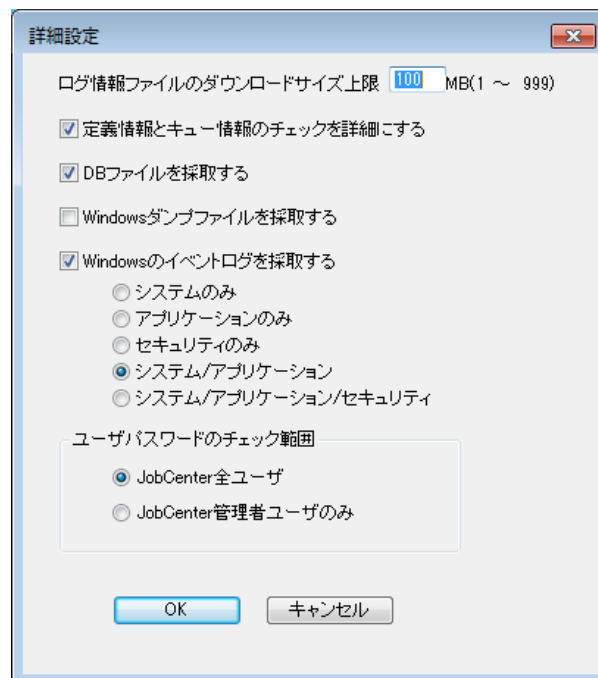 詳細設定
ログ情報ファイルのダウンロードサイズ上限 100 MB(1 ～ 999)
定義情報とキュー情報のチェックを詳細にする
DBファイルを採取する
Windowsダンプファイルを採取する
Windowsのイベントログを採取する
システムのみ
アプリケーションのみ
セキュリティのみ
システム/アプリケーション
システム/アプリケーション/セキュリティ
ユーザパスワードのチェック範囲
JobCenter全ユーザ
JobCenter管理者ユーザのみ
OK キャンセル